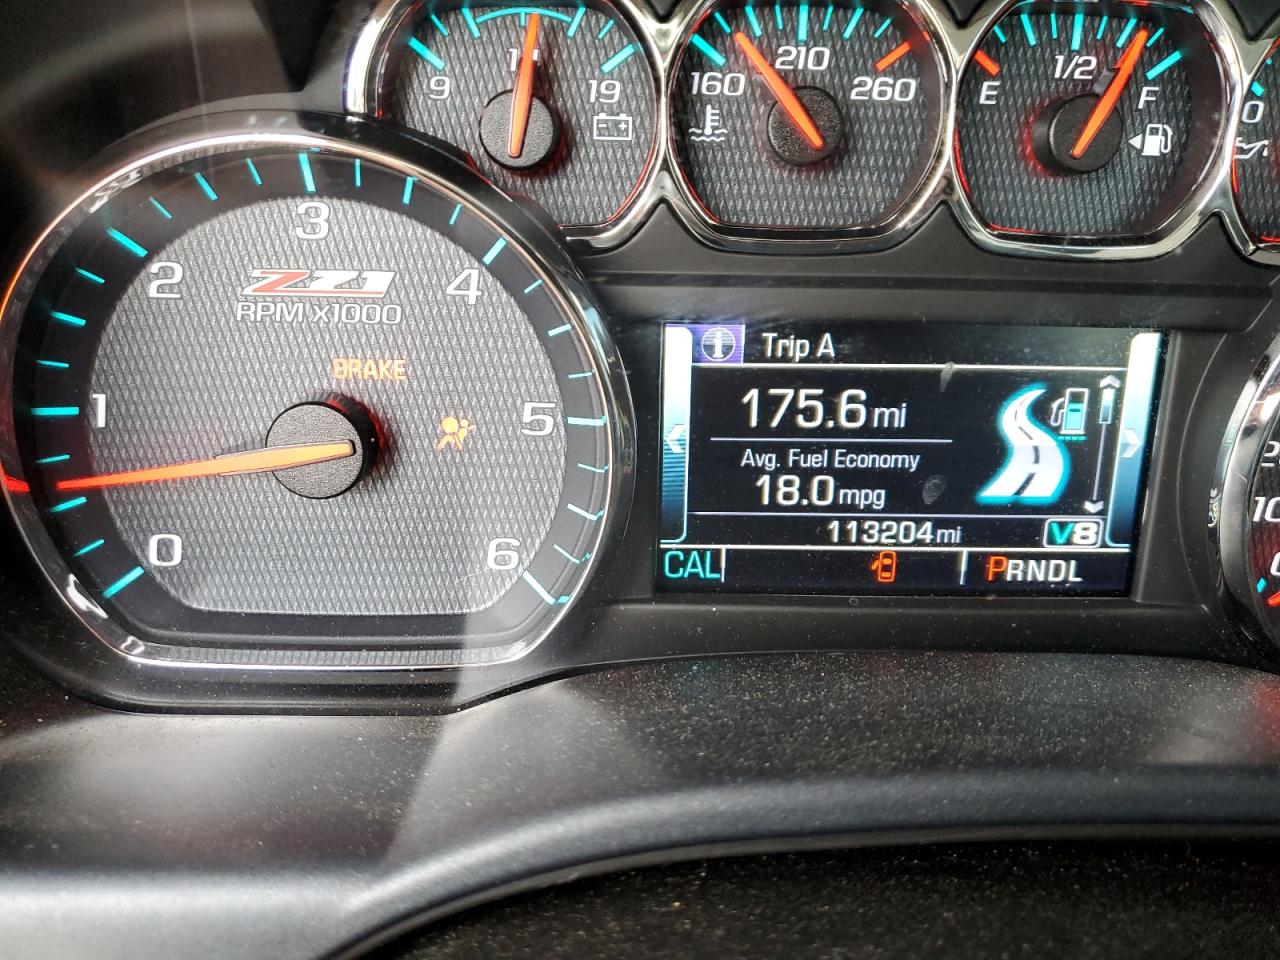 9
19
160
210
260
E
1/2
F
3
2
4
Z71
RPM X1000
BRAKE
1
5
0
6
Trip A
175.6 mi
Avg. Fuel Economy
18.0 mpg
113204 mi
V8
CAL
PRNDL